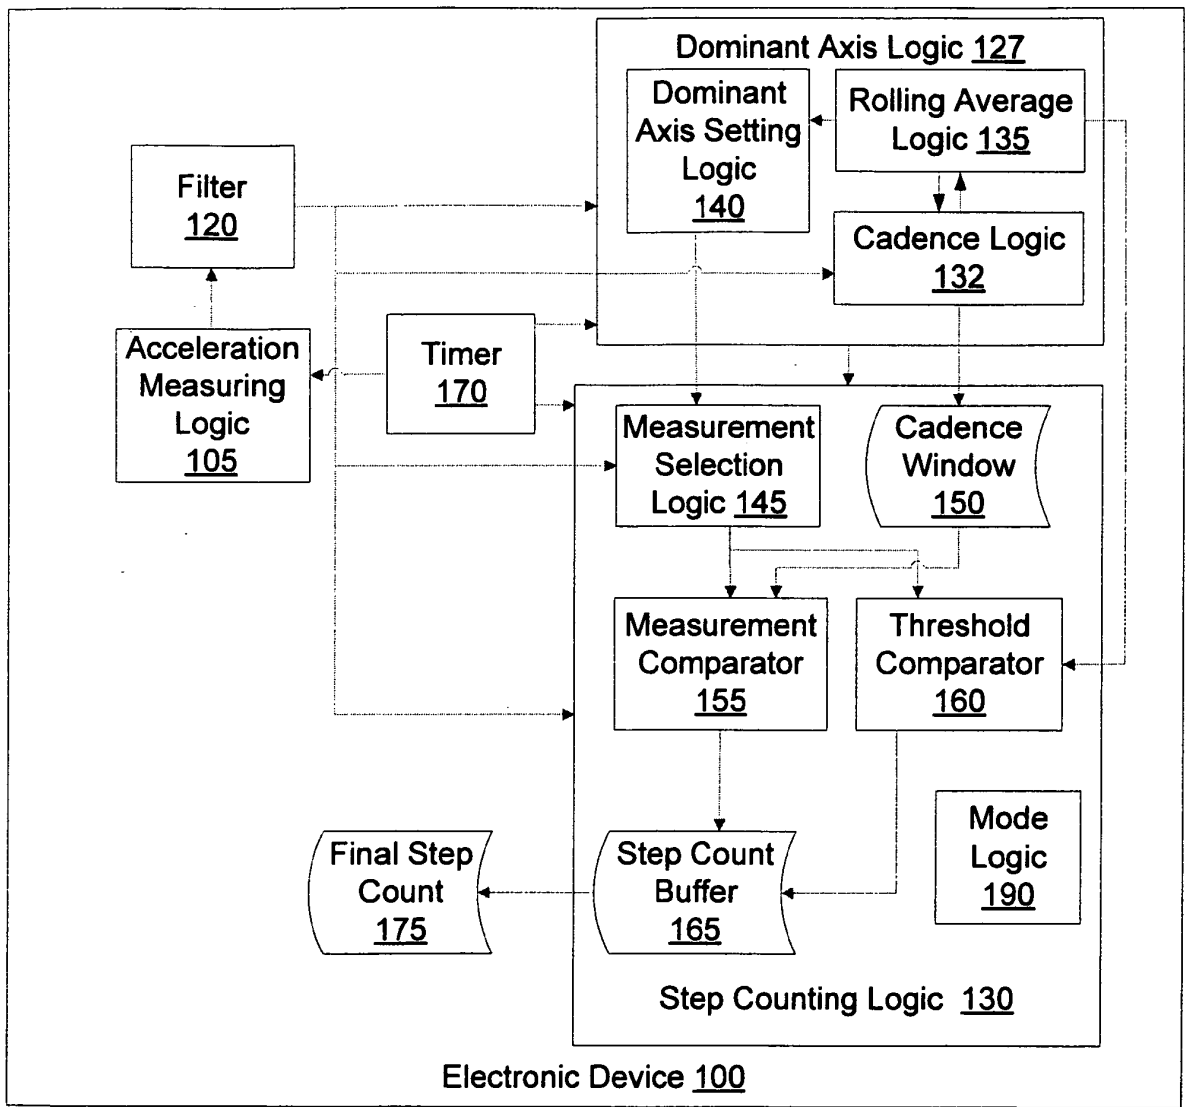 Dominant Axis Logic 127
Dominant
Axis Setting
Logic
140
Rolling Average
Logic 135
Filter
120
Cadence Logic
132
Acceleration
Measuring
Logic
105
Timer
170
Measurement
Selection
Logic 145
Cadence
Window
150
Measurement
Comparator
155
Threshold
Comparator
160
Mode
Logic
190
Final Step
Count
175
Step Count
Buffer
165
Step Counting Logic 130
Electronic Device 100